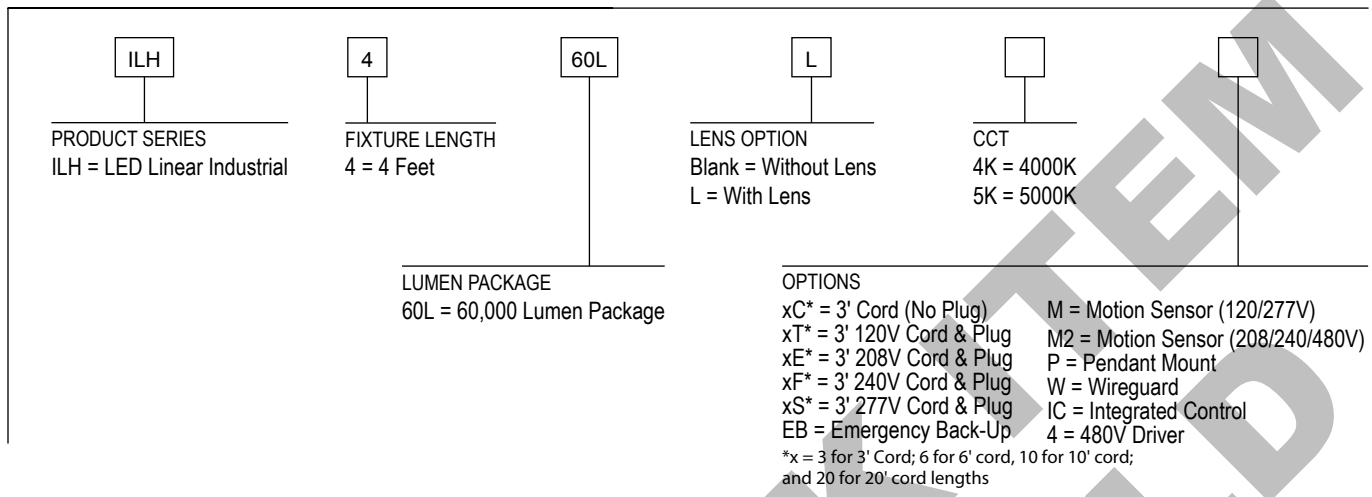 ILH
4
60L
L
PRODUCT SERIES
ILH = LED Linear Industrial
FIXTURE LENGTH
4 = 4 Feet
LENS OPTION
Blank = Without Lens
L = With Lens
CCT
4K = 4000K
5K = 5000K
LUMEN PACKAGE
60L = 60,000 Lumen Package
OPTIONS
xC* = 3' Cord (No Plug)
xT* = 3' 120V Cord & Plug
xE* = 3' 208V Cord & Plug
xF* = 3' 240V Cord & Plug
xS* = 3' 277V Cord & Plug
EB = Emergency Back-Up
M = Motion Sensor (120/277V)
M2 = Motion Sensor (208/240/480V)
P = Pendant Mount
W = Wireguard
IC = Integrated Control
4 = 480V Driver
*x = 3 for 3' Cord; 6 for 6' cord, 10 for 10' cord;
and 20 for 20' cord lengths
ITEM